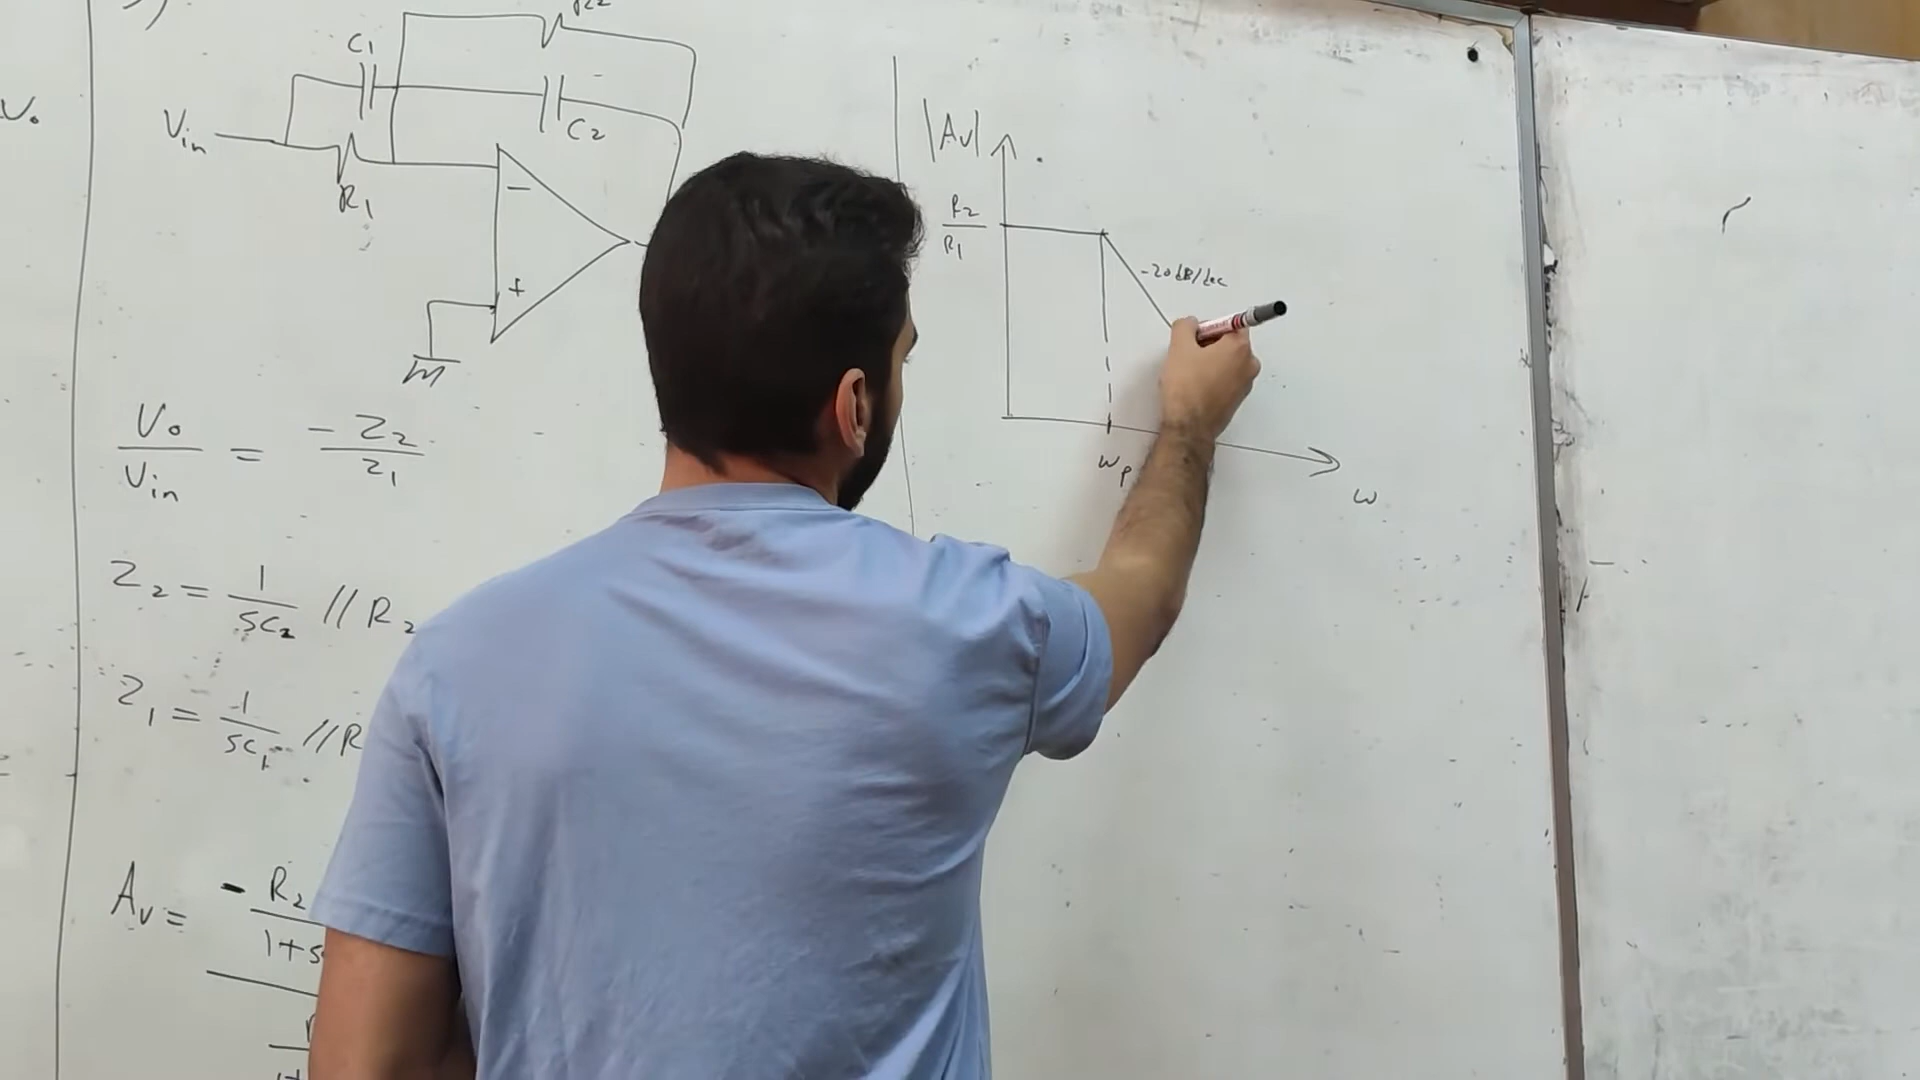 V₀
C₁
R₂
C₂
Vin
R₁
−
+
V₀/Vin = −Z₂/Z₁
Z₂ = 1/SC₂ // R₂
Z₁ = 1/SC₁ // R
Av = −R₂
1+s
|Av|
R₂/R₁
-20dB/dec
ωp
ω